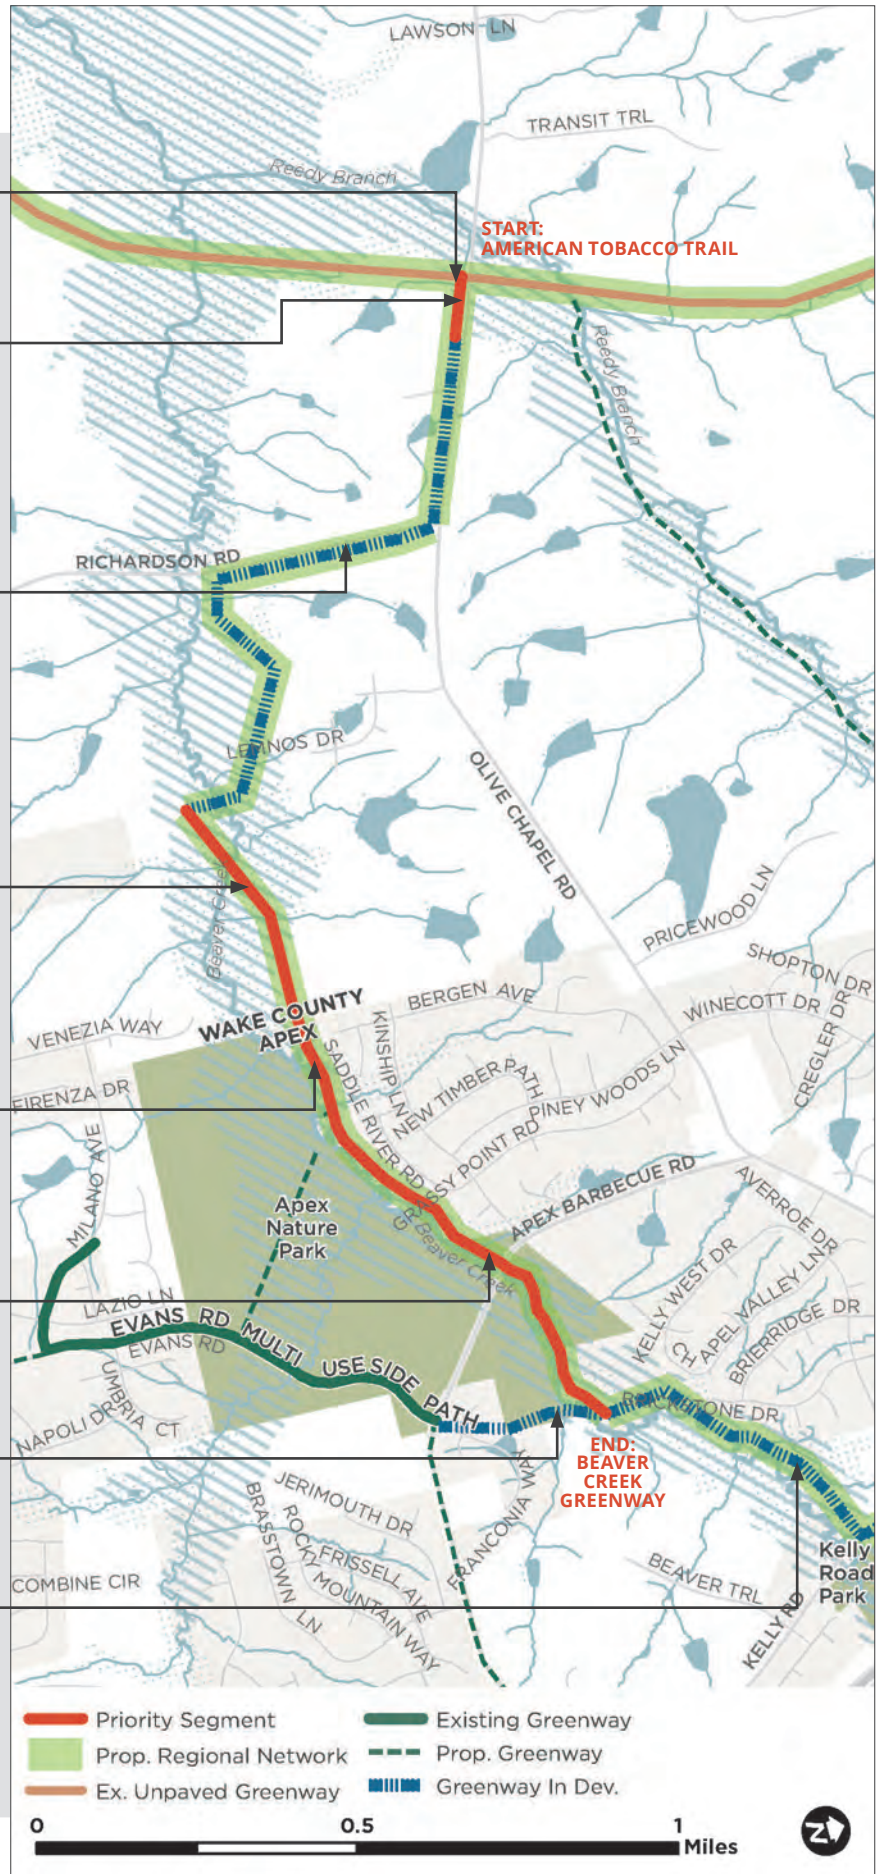 LAWSON LN
TRANSIT TRL
Reedy Branch
START:
AMERICAN TOBACCO TRAIL
Reedy Branch
RICHARDSON RD
LEMNOS DR
OLIVE CHAPEL RD
Beaver Creek
PRICEWOOD LN
SHOPTON DR
WINECOTT DR
CREGLER DR
BERGEN AVE
WAKE COUNTY
APEX
VENEZIA WAY
KINSHIP LN
SADDLE RIVER RD
NEW TIMBER PATH
PINEY WOODS LN
FIRENZA DR
GRASSY POINT RD
MILANO AVE
APEX BARBECUE RD
AVERROE DR
Apex
Nature
Park
Beaver Creek
KELLY WEST DR
CHAPEL VALLEY LN
BRIERRIDGE DR
LAZIO LN
EVANS RD MULTI USE SIDE PATH
EVANS RD
UMBRIA CT
NAPOLI DR
END:
BEAVER
CREEK
GREENWAY
FRANCONIA WAY
JERIMOUTH DR
BRASSTOWN LN
ROCKY MOUNTAIN WAY
FRISSELL AVE
COMBINE CIR
BEAVER TRL
KELLY RD
Kelly
Road
Park
Priority Segment
Existing Greenway
Prop. Regional Network
Prop. Greenway
Ex. Unpaved Greenway
Greenway In Dev.
0 0.5 1
Miles
N